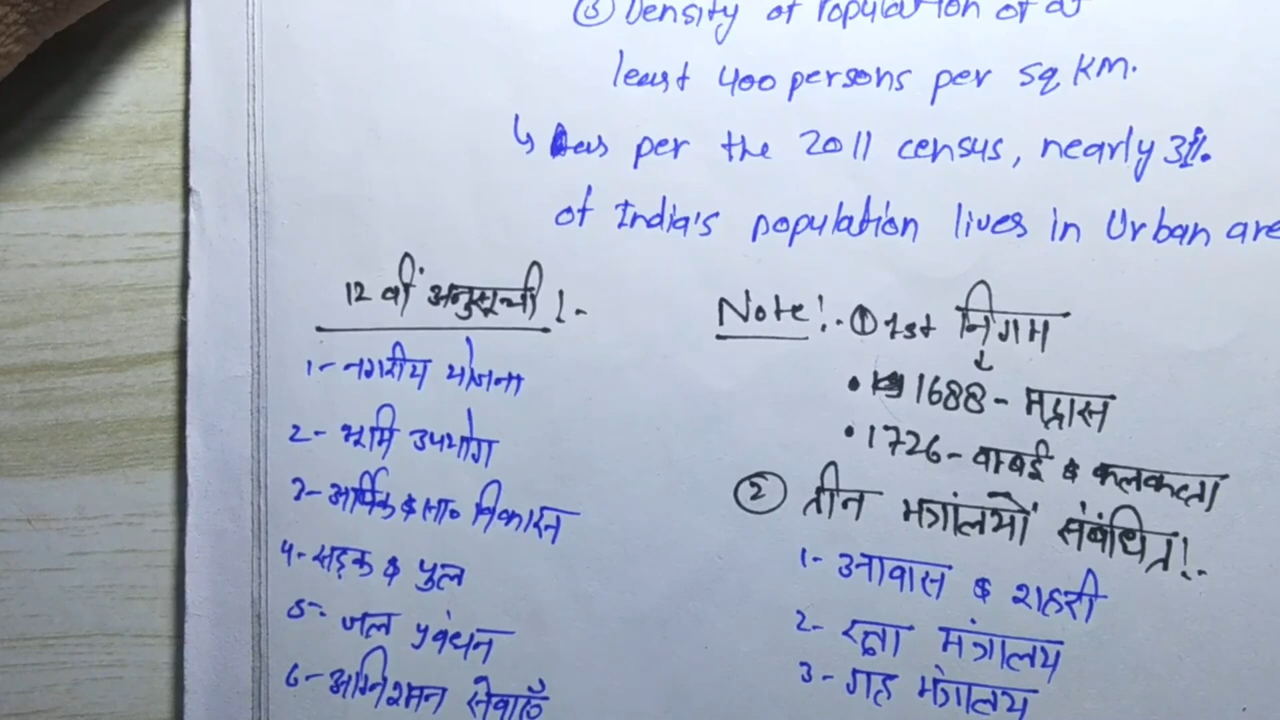 ③ Density of Population of at
least 400 persons per sq KM.
↳ as per the 2011 census, nearly 31%
of India's population lives in Urban are
12 वीं अनुसूची :-
1- नगरीय योजना
2- भूमि उपयोग
3- आर्थिक & सा० विकास
4- सड़क & पुल
5- जल प्रबंधन
6- अग्निशमन सेवाएँ
Note:- ① 1st निगम
↓
• 1688 - मद्रास
• 1726 - बाम्बई & कलकत्ता
② तीन मंत्रालयों संबंधित :-
1- आवास & शहरी
2- रक्षा मंत्रालय
3- गृह मंत्रालय